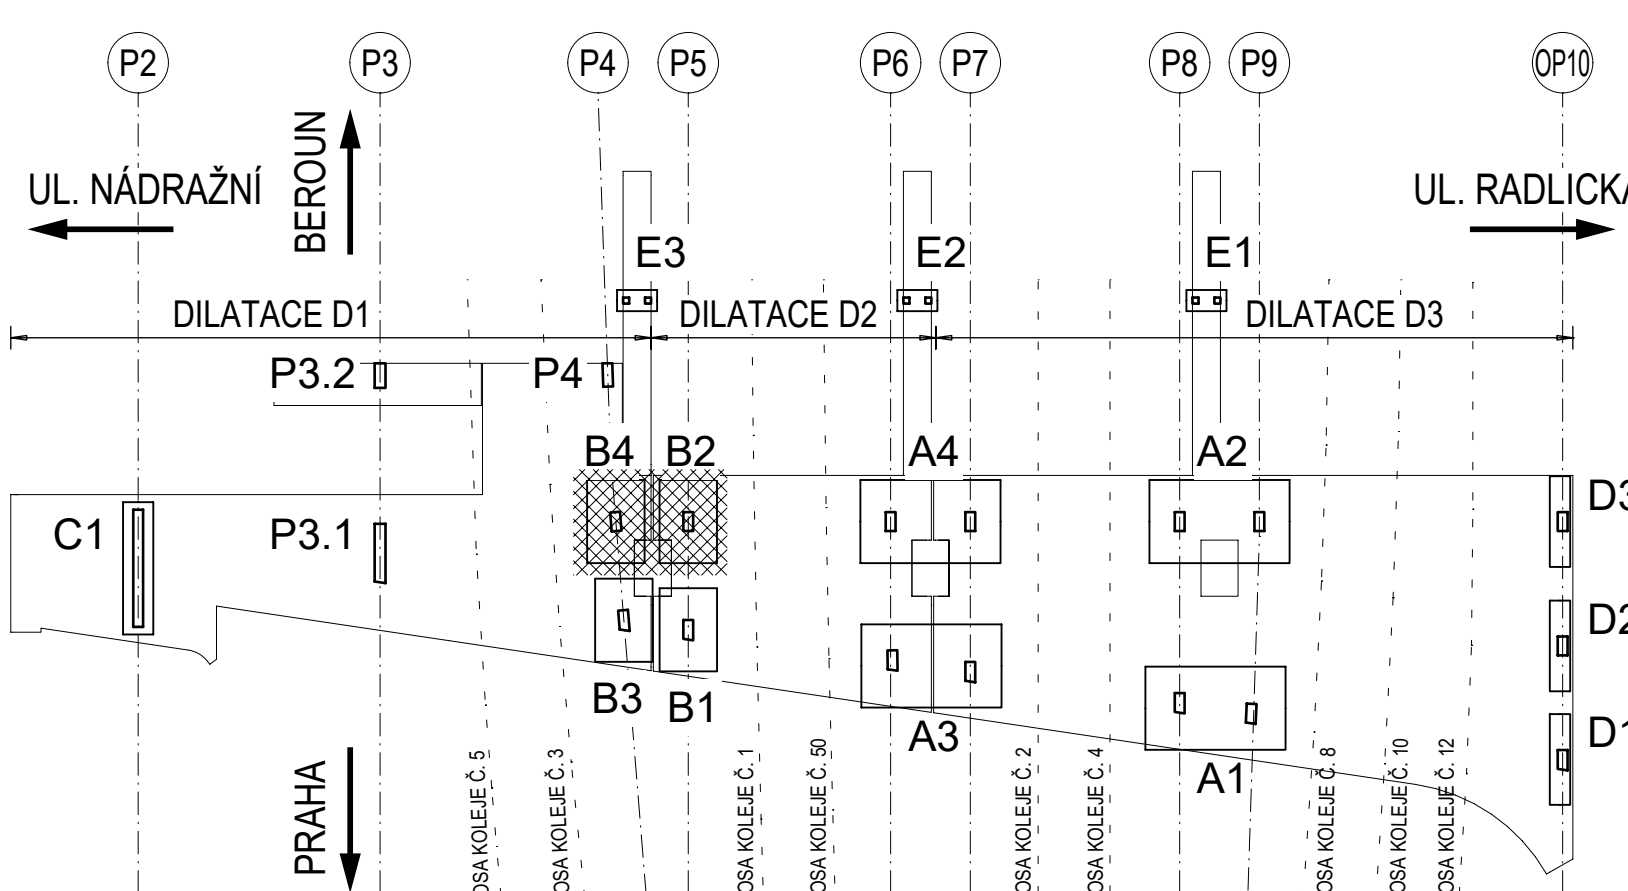 P2 P3 P4 P5 P6 P7 P8 P9 OP10
BEROUN
UL. NÁDRAŽNÍ
UL. RADLICKÁ
E3 E2 E1
DILATACE D1 DILATACE D2 DILATACE D3
P3.2 P4
B4 B2 A4 A2
C1 P3.1 D3
D2
B3 B1 A3 D1
A1
PRAHA
OSA KOLEJE Č. 5
OSA KOLEJE Č. 3
OSA KOLEJE Č. 1
OSA KOLEJE Č. 50
OSA KOLEJE Č. 2
OSA KOLEJE Č. 4
OSA KOLEJE Č. 8
OSA KOLEJE Č. 10
OSA KOLEJE Č. 12